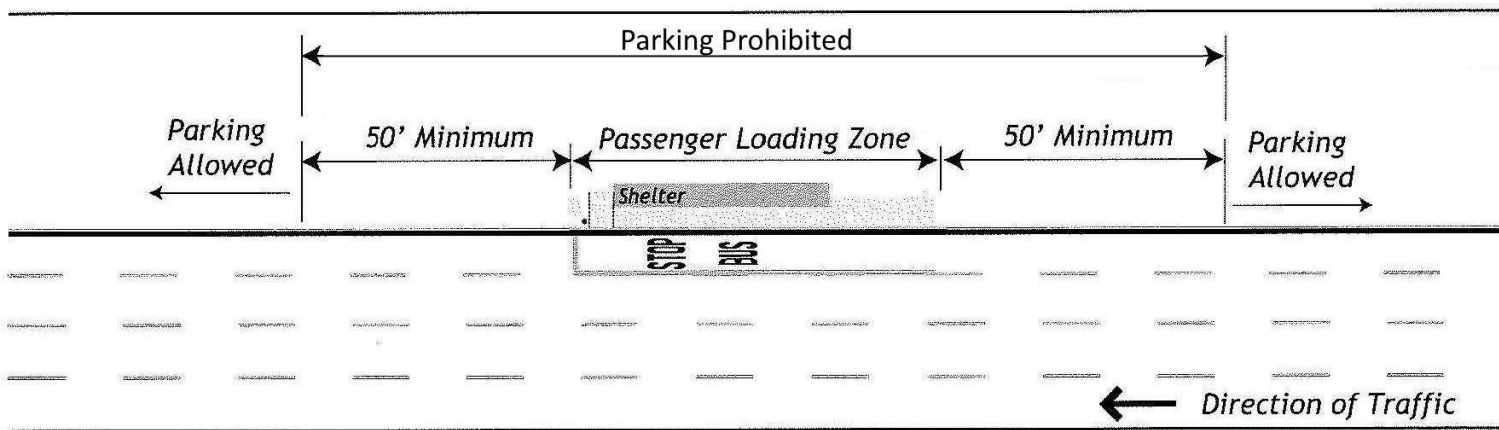 Parking Prohibited
Parking
Allowed
50' Minimum
Passenger Loading Zone
50' Minimum
Parking
Allowed
Shelter
STOP
BUS
Direction of Traffic